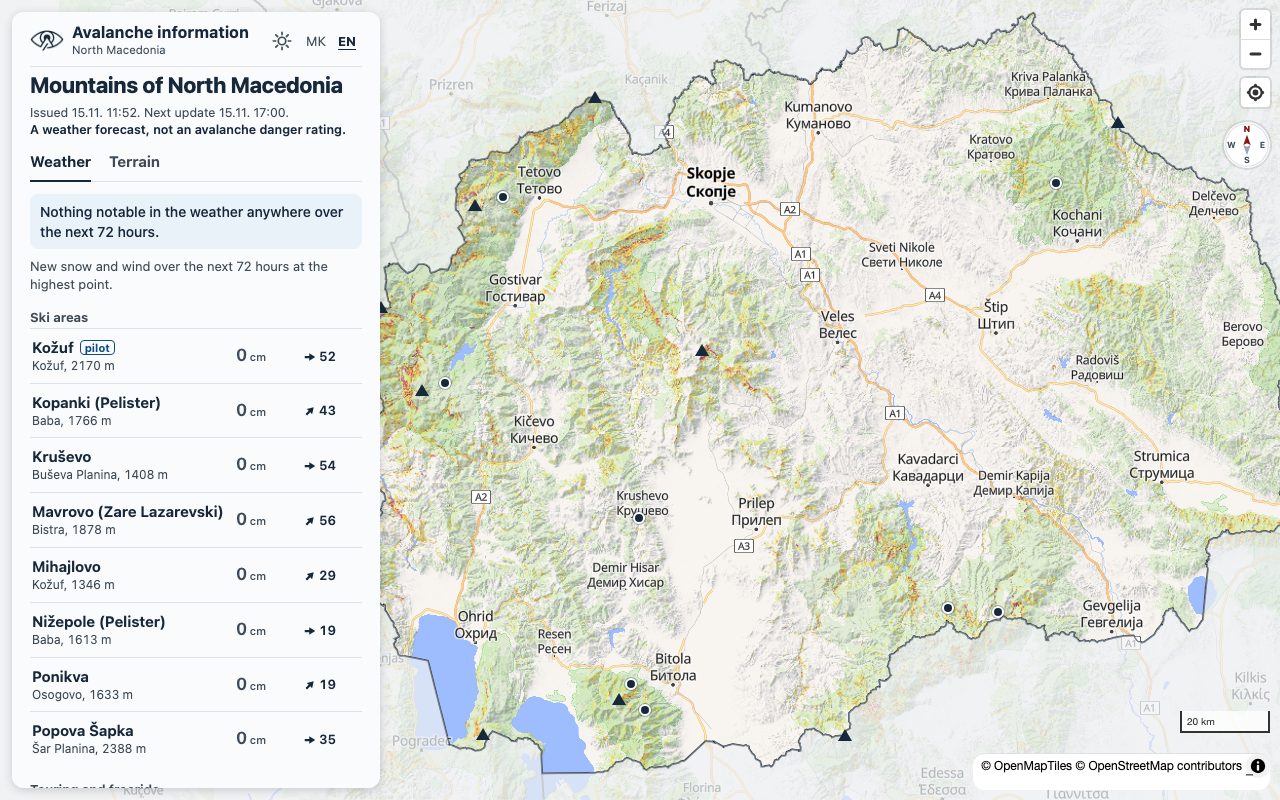 Avalanche information
North Macedonia
MK EN
Mountains of North Macedonia
Issued 15.11. 11:52. Next update 15.11. 17:00.
A weather forecast, not an avalanche danger rating.
Weather Terrain
Nothing notable in the weather anywhere over
the next 72 hours.
New snow and wind over the next 72 hours at the
highest point.
Ski areas
Kožuf pilot
Kožuf, 2170 m
0 cm
52
Kopanki (Pelister)
Baba, 1766 m
0 cm
43
Kruševo
Buševa Planina, 1408 m
0 cm
54
Mavrovo (Zare Lazarevski)
Bistra, 1878 m
0 cm
56
Mihajlovo
Kožuf, 1346 m
0 cm
29
Nižepole (Pelister)
Baba, 1613 m
0 cm
19
Ponikva
Osogovo, 1633 m
0 cm
19
Popova Šapka
Šar Planina, 2388 m
0 cm
35
Ferizaj
Prizren
Kaçanik
A4
Kumanovo
Куманово
Kriva Palanka
Крива Паланка
Kratovo
Кратово
Tetovo
Тетово
Skopje
Скопје
A2
Delčevo
Делчево
Kochani
Кочани
Sveti Nikole
Свети Николе
A1
A1
Gostivar
Гостивар
A4
Štip
Штип
Veles
Велес
Berovo
Берово
Radoviš
Радовиш
A1
Kičevo
Кичево
Kavadarci
Кавадарци
Demir Kapija
Демир Капија
Strumica
Струмица
A2
Krushevo
Крушево
Prilep
Прилеп
A3
Demir Hisar
Демир Хисар
Ohrid
Охрид
Resen
Ресен
Gevgelija
Гевгелија
A1
Bitola
Битола
Kilkis
Κιλκίς
A1
Florina
Edessa
Έδεσσα
Γιαννιτσά
N
W E
S
20 km
© OpenMapTiles © OpenStreetMap contributors